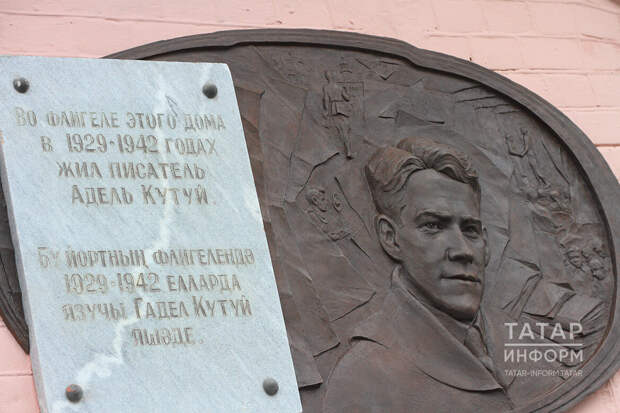 Во флигеле этого дома
в 1929-1942 годах
жил писатель
Адель Кутуй.
Бу йортның флигелендә
1929-1942 елларда
язучы Гадел Кутуй
яшәде.
ТАТАР
ИНФОРМ
TATAR-INFORM.TATAR